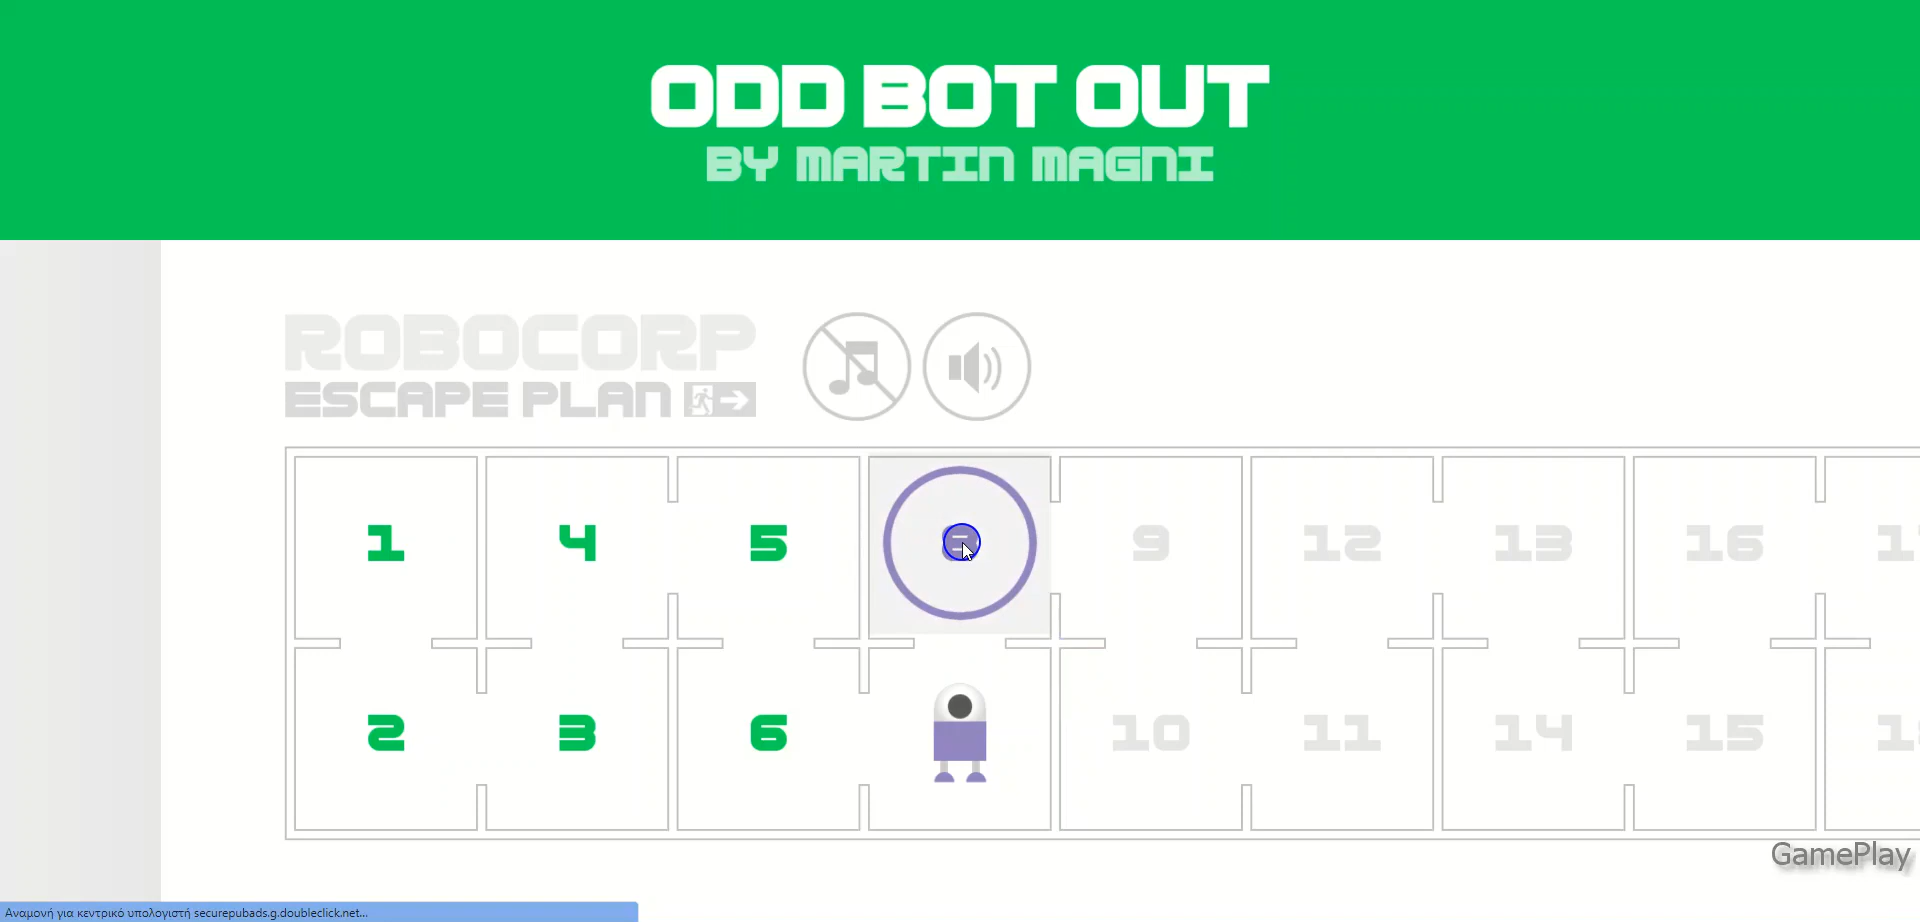 ODD BOT OUT
BY MARTIN MAGNI
ROBOCORP
ESCAPE PLAN
1 4 5 9 12 13 16
2 3 6 10 11 14 15
GamePlay
Αναμονή για κεντρικό υπολογιστή securepubads.g.doubleclick.net...